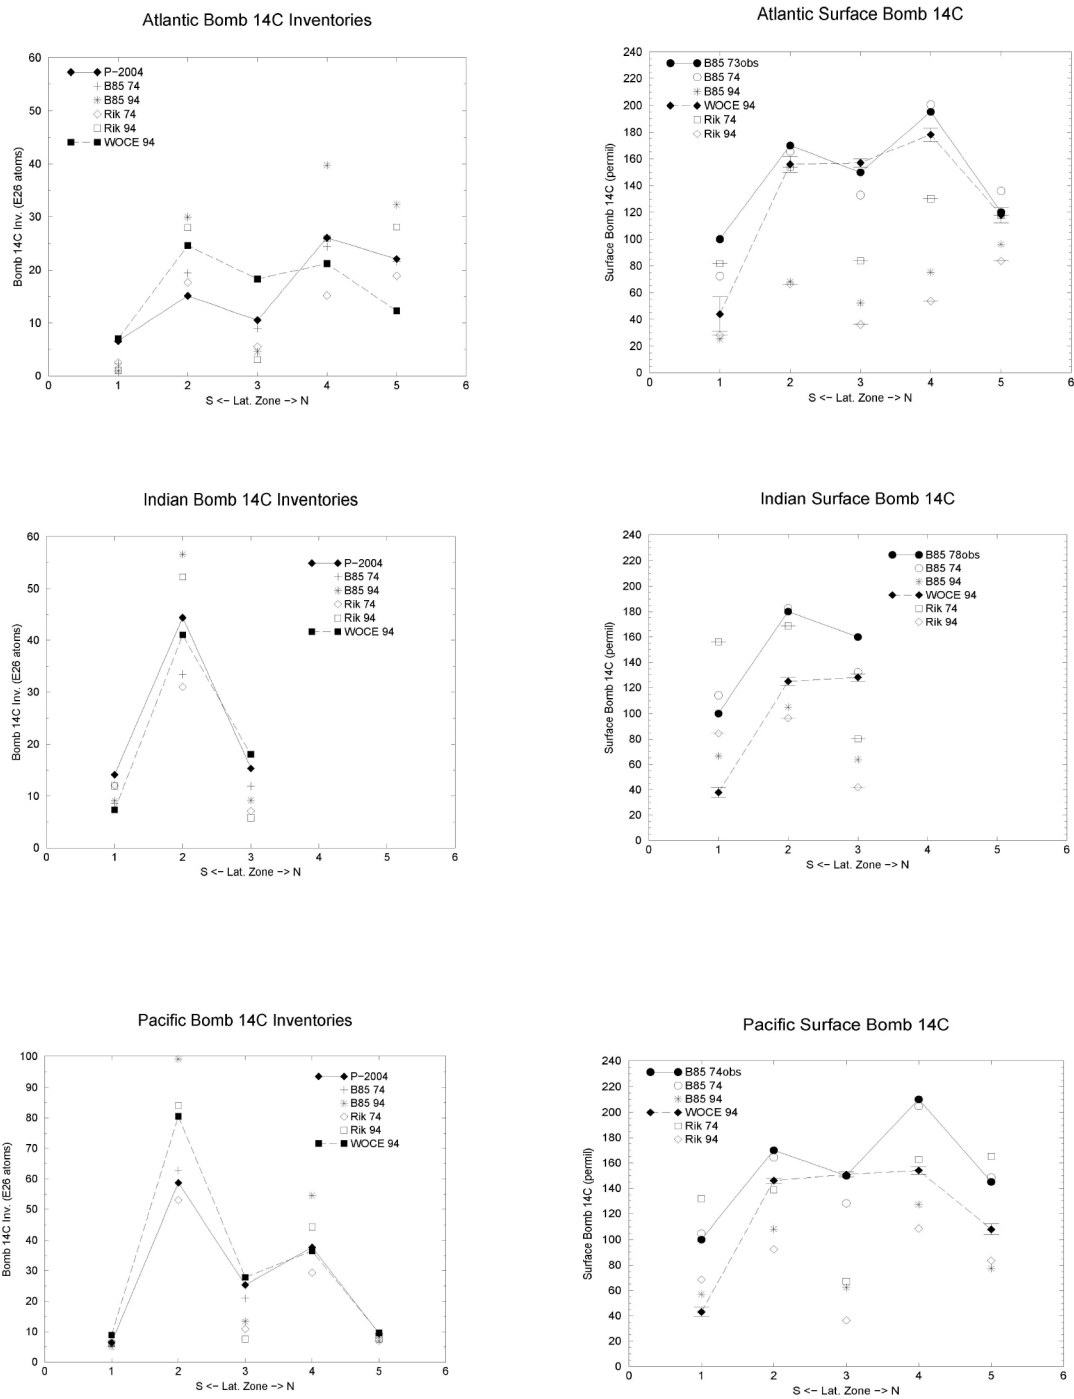 Atlantic Bomb 14C Inventories
60
50
40
30
20
10
0
Bomb 14C Inv. (E26 atoms)
P−2004
B85 74
B85 94
Rik 74
Rik 94
WOCE 94
0 1 2 3 4 5 6
S <− Lat. Zone −> N
Atlantic Surface Bomb 14C
240
220
200
180
160
140
120
100
80
60
40
20
0
Surface Bomb 14C (permil)
B85 73obs
B85 74
B85 94
WOCE 94
Rik 74
Rik 94
0 1 2 3 4 5 6
S <− Lat. Zone −> N
Indian Bomb 14C Inventories
60
50
40
30
20
10
0
Bomb 14C Inv. (E26 atoms)
P−2004
B85 74
B85 94
Rik 74
Rik 94
WOCE 94
0 1 2 3 4 5 6
S <− Lat. Zone −> N
Indian Surface Bomb 14C
240
220
200
180
160
140
120
100
80
60
40
20
0
Surface Bomb 14C (permil)
B85 78obs
B85 74
B85 94
WOCE 94
Rik 74
Rik 94
0 1 2 3 4 5 6
S <− Lat. Zone −> N
Pacific Bomb 14C Inventories
100
90
80
70
60
50
40
30
20
10
0
Bomb 14C Inv. (E26 atoms)
P−2004
B85 74
B85 94
Rik 74
Rik 94
WOCE 94
0 1 2 3 4 5 6
S <− Lat. Zone −> N
Pacific Surface Bomb 14C
240
220
200
180
160
140
120
100
80
60
40
20
0
Surface Bomb 14C (permil)
B85 74obs
B85 74
B85 94
WOCE 94
Rik 74
Rik 94
0 1 2 3 4 5 6
S <− Lat. Zone −> N